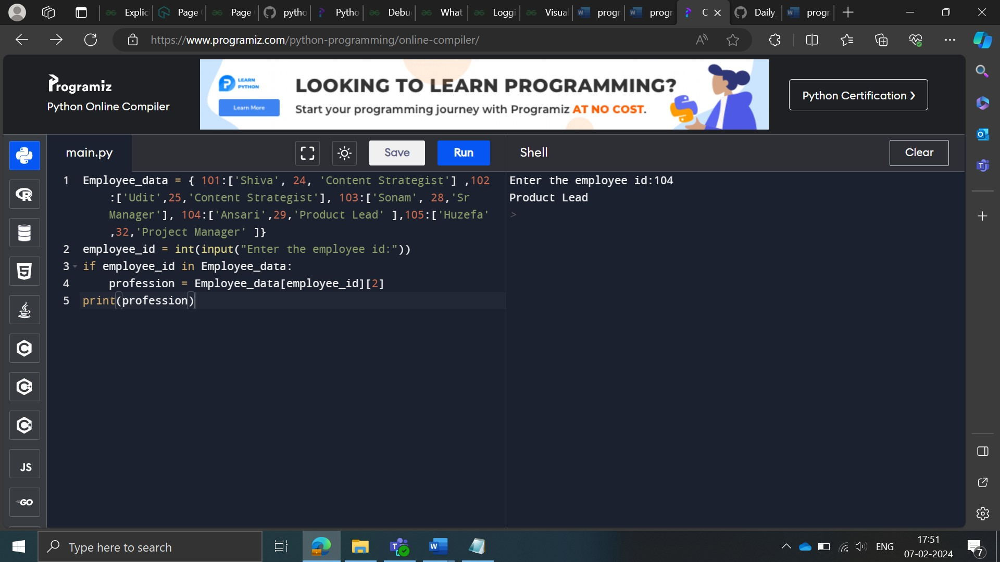 Explic
Page
Page
pytho
Pytho
Debu
What
Loggi
Visua
progr
progr
C
Daily_
progr
https://www.programiz.com/python-programming/online-compiler/
Programiz
Python Online Compiler
LEARN
PYTHON
Learn More
LOOKING TO LEARN PROGRAMMING?
Start your programming journey with Programiz AT NO COST.
Python Certification ❯
main.py
Save
Run
Shell
Clear
1 Employee_data = { 101:['Shiva', 24, 'Content Strategist'] ,102
:['Udit',25,'Content Strategist'], 103:['Sonam', 28,'Sr
Manager'], 104:['Ansari',29,'Product Lead' ],105:['Huzefa'
,32,'Project Manager' ]}
2 employee_id = int(input("Enter the employee id:"))
3 if employee_id in Employee_data:
4 profession = Employee_data[employee_id][2]
5 print(profession)
Enter the employee id:104
Product Lead
>
JS
GO
Type here to search
ENG
17:51
07-02-2024
7